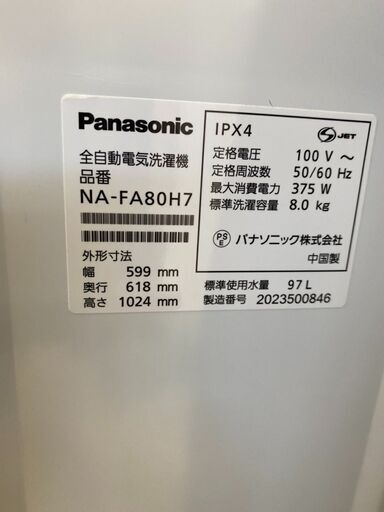 Panasonic
全自動電気洗濯機
品番
NA-FA80H7
外形寸法
幅 599 mm
奥行 618 mm
高さ 1024 mm
IPX4
S JET
定格電圧 100 V ～
定格周波数 50/60 Hz
最大消費電力 375 W
標準洗濯容量 8.0 kg
PS E パナソニック株式会社
中国製
標準使用水量 97 L
製造番号 2023500846